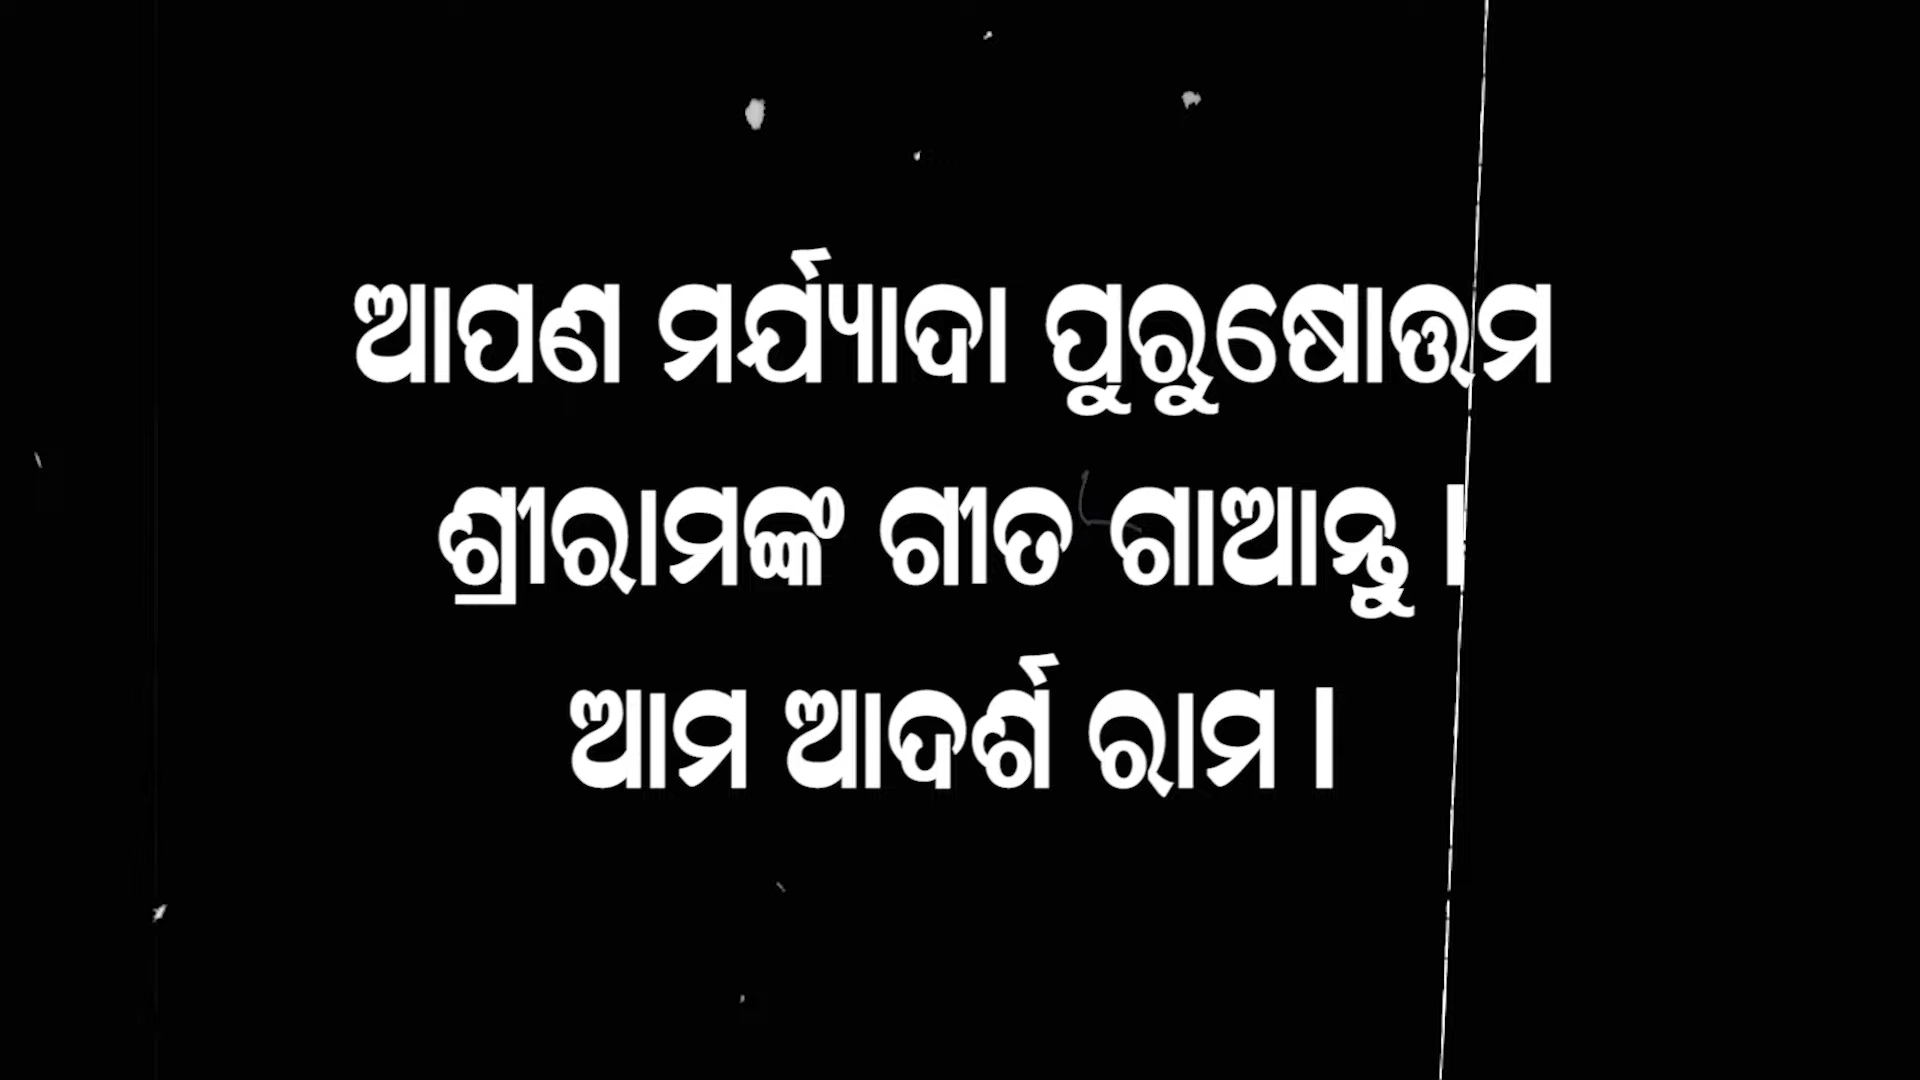 ଆପଣ ମର୍ଯ୍ୟାଦା ପୁରୁଷୋତ୍ତମ
ଶ୍ରୀରାମଙ୍କ ଗୀତ ଗାଆନ୍ତୁ ।
ଆମ ଆଦର୍ଶ ରାମ ।